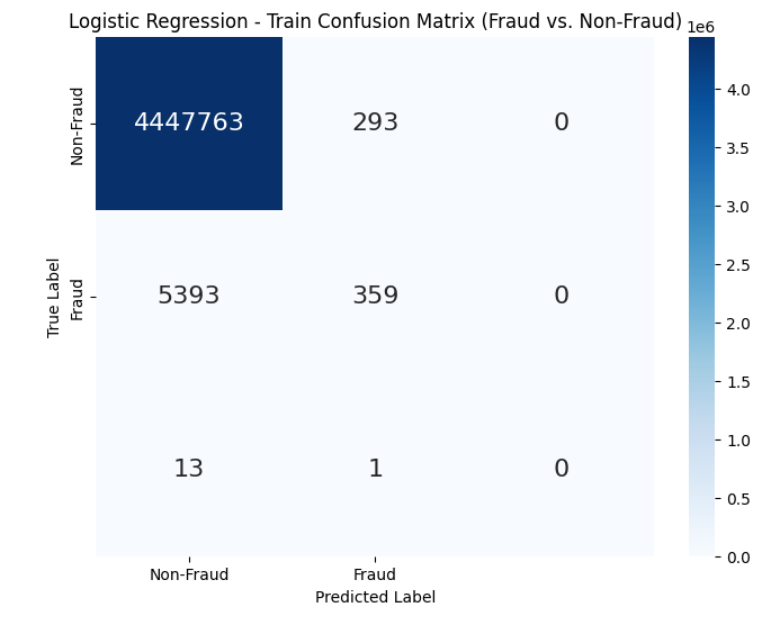 Logistic Regression - Train Confusion Matrix (Fraud vs. Non-Fraud)
1e6
4447763 293 0
5393 359 0
13 1 0
Non-Fraud
Fraud
True Label
Non-Fraud Fraud
Predicted Label
4.0
3.5
3.0
2.5
2.0
1.5
1.0
0.5
0.0